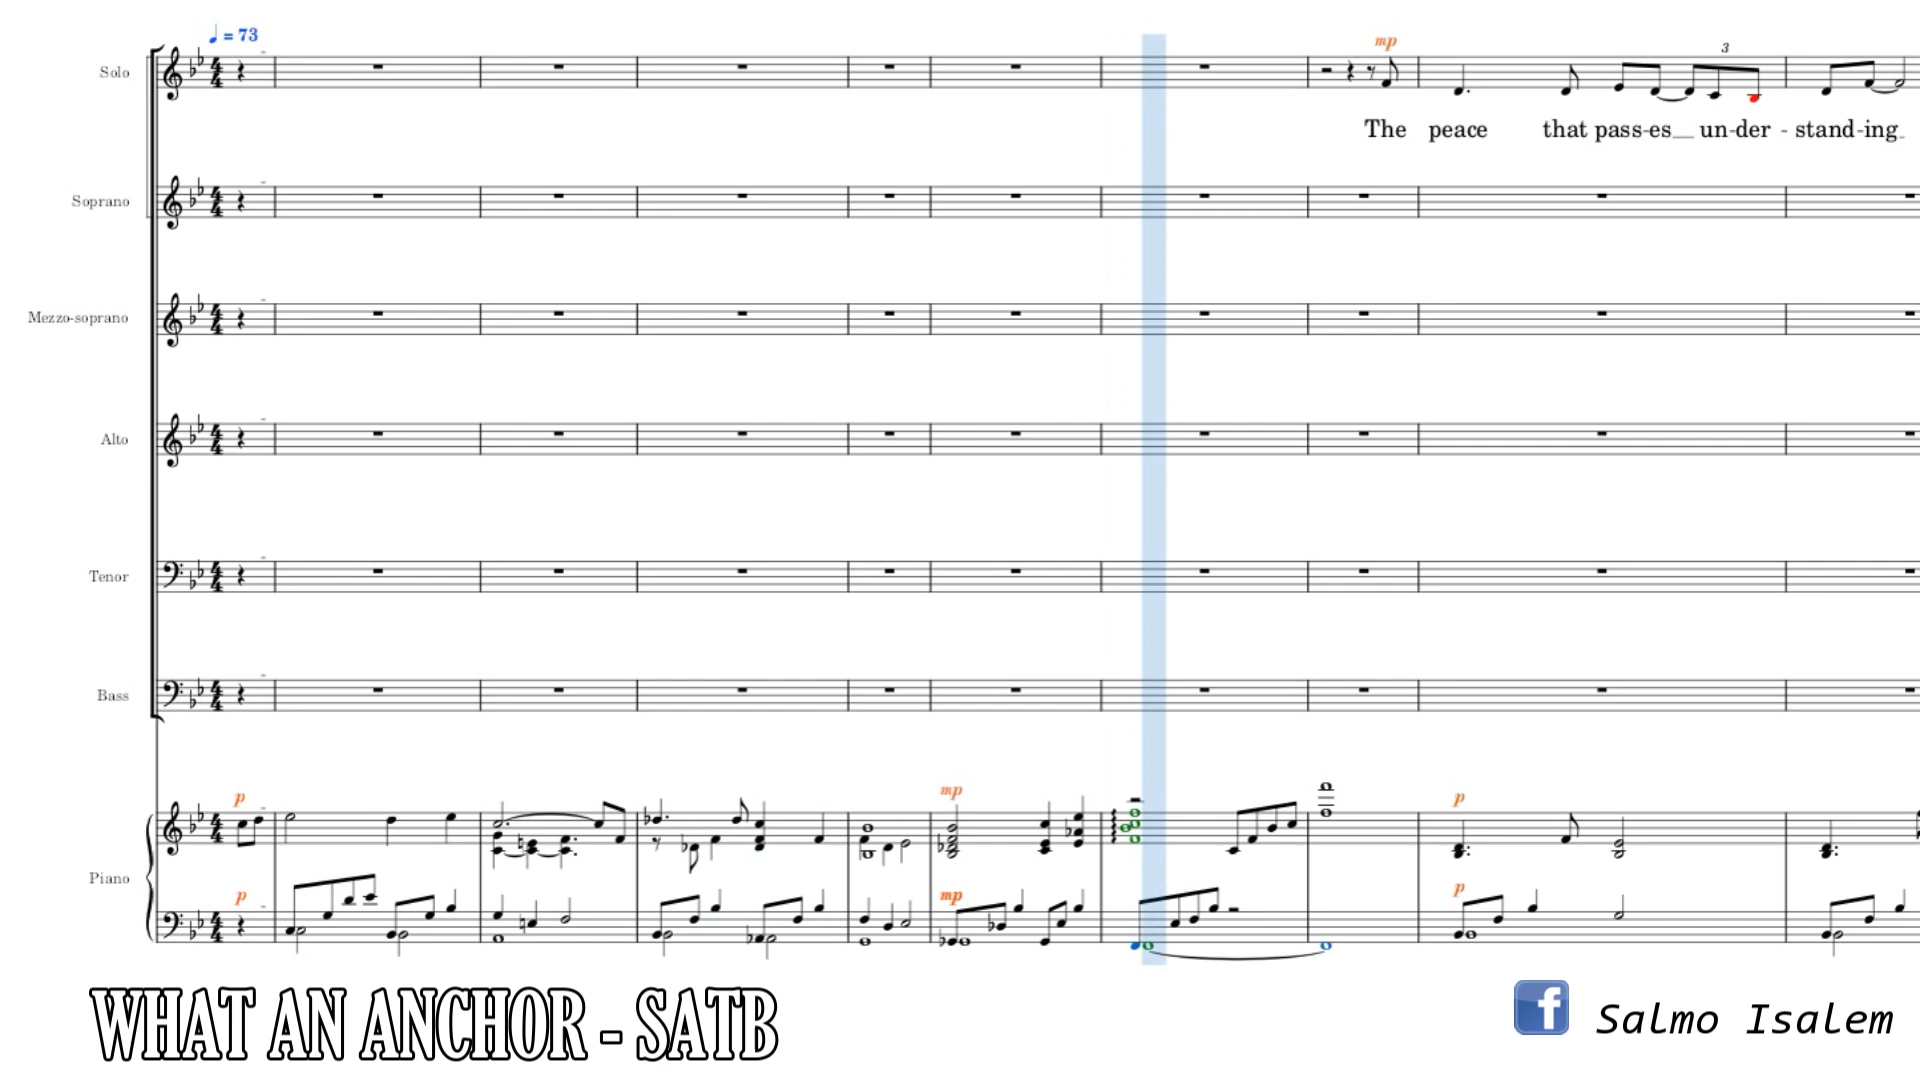 ♩ = 73
Solo
mp
3
The peace that pass-es un-der - stand-ing
Soprano
Mezzo-soprano
Alto
Tenor
Bass
p
mp
p
Piano
p
mp
p
WHAT AN ANCHOR - SATB
f Salmo Isalem